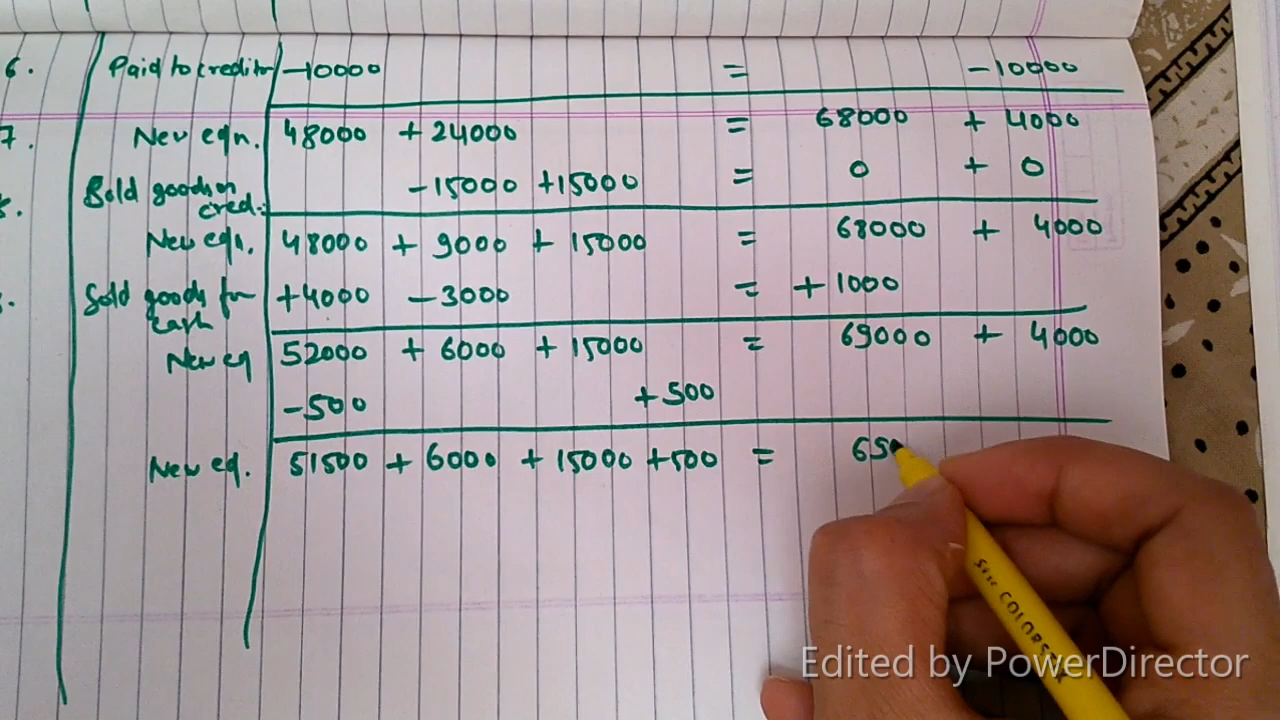 6. Paid to creditor -10000 = -10000
7. New eqn. 48000 + 24000 = 68000 + 4000
Sold goods on cred. -15000 +15000 = 0 + 0
New eqn. 48000 + 9000 + 15000 = 68000 + 4000
Sold goods for cash +4000 -3000 = +1000
New eq 52000 + 6000 + 15000 = 69000 + 4000
-500 +500
New eq. 51500 + 6000 + 15000 +500 =
COLOR
Edited by PowerDirector